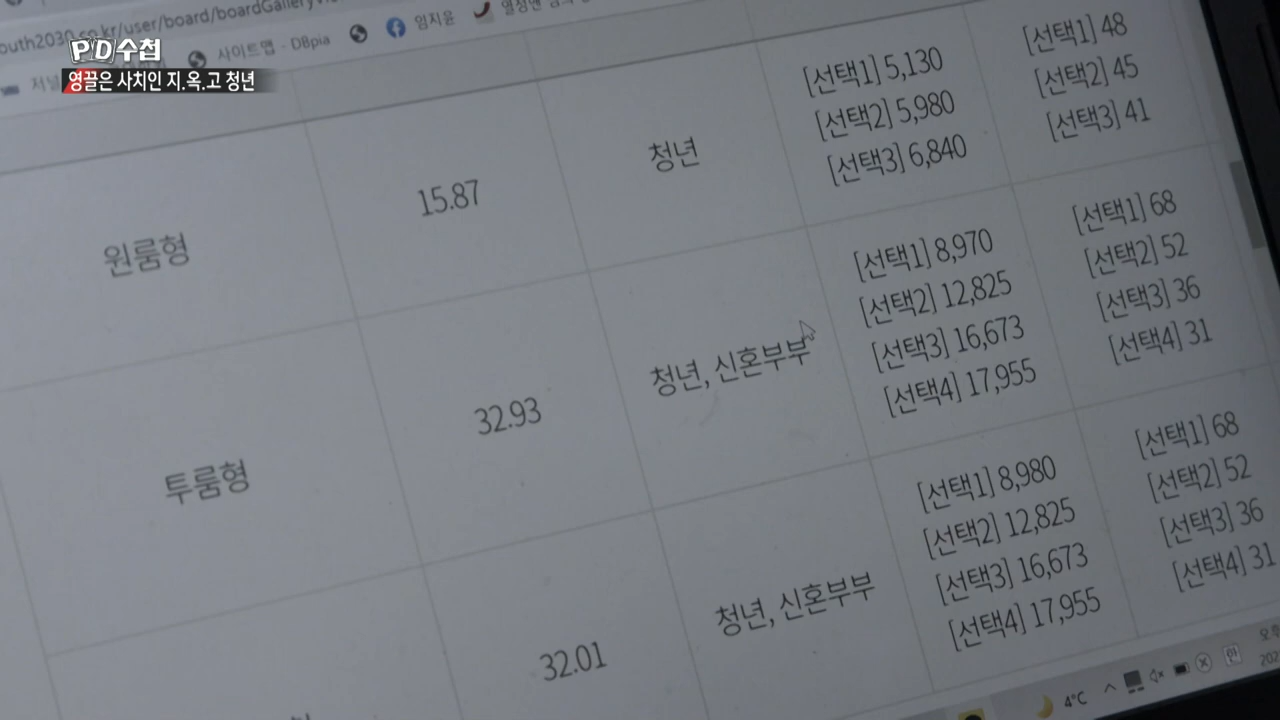 PD수첩
영끌은 사치인 지.옥.고 청년
outh2030.co.kr/user/board/boardGallery
사이트맵 - DBpia
임지윤
원룸형
15.87
청년
[선택1] 5,130
[선택2] 5,980
[선택3] 6,840
[선택1] 48
[선택2] 45
[선택3] 41
투룸형
32.93
청년, 신혼부부
[선택1] 8,970
[선택2] 12,825
[선택3] 16,673
[선택4] 17,955
[선택1] 68
[선택2] 52
[선택3] 36
[선택4] 31
32.01
청년, 신혼부부
[선택1] 8,980
[선택2] 12,825
[선택3] 16,673
[선택4] 17,955
[선택1] 68
[선택2] 52
[선택3] 36
[선택4] 31
4℃
한